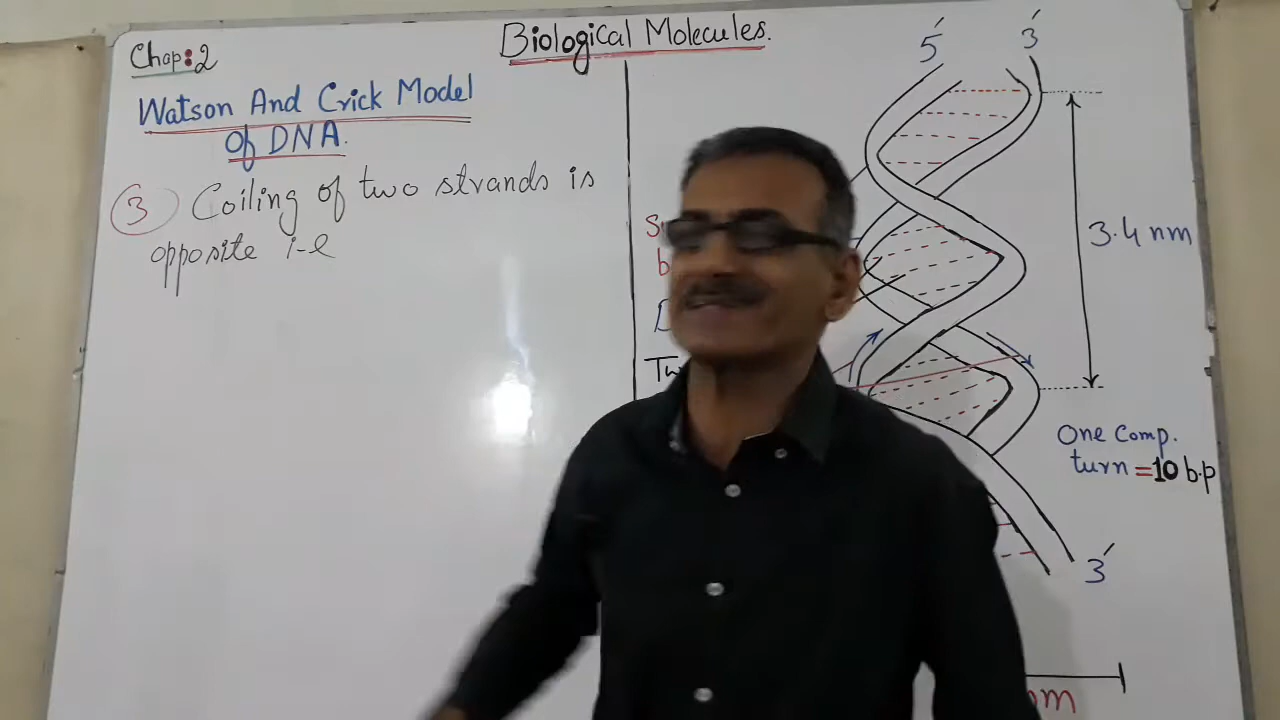 Chap:2
Biological Molecules.
Watson And Crick Model
of DNA.
3 Coiling of two strands is
opposite i-e
5́ 3́
3.4 nm
One Comp.
turn =10 b.p
3́